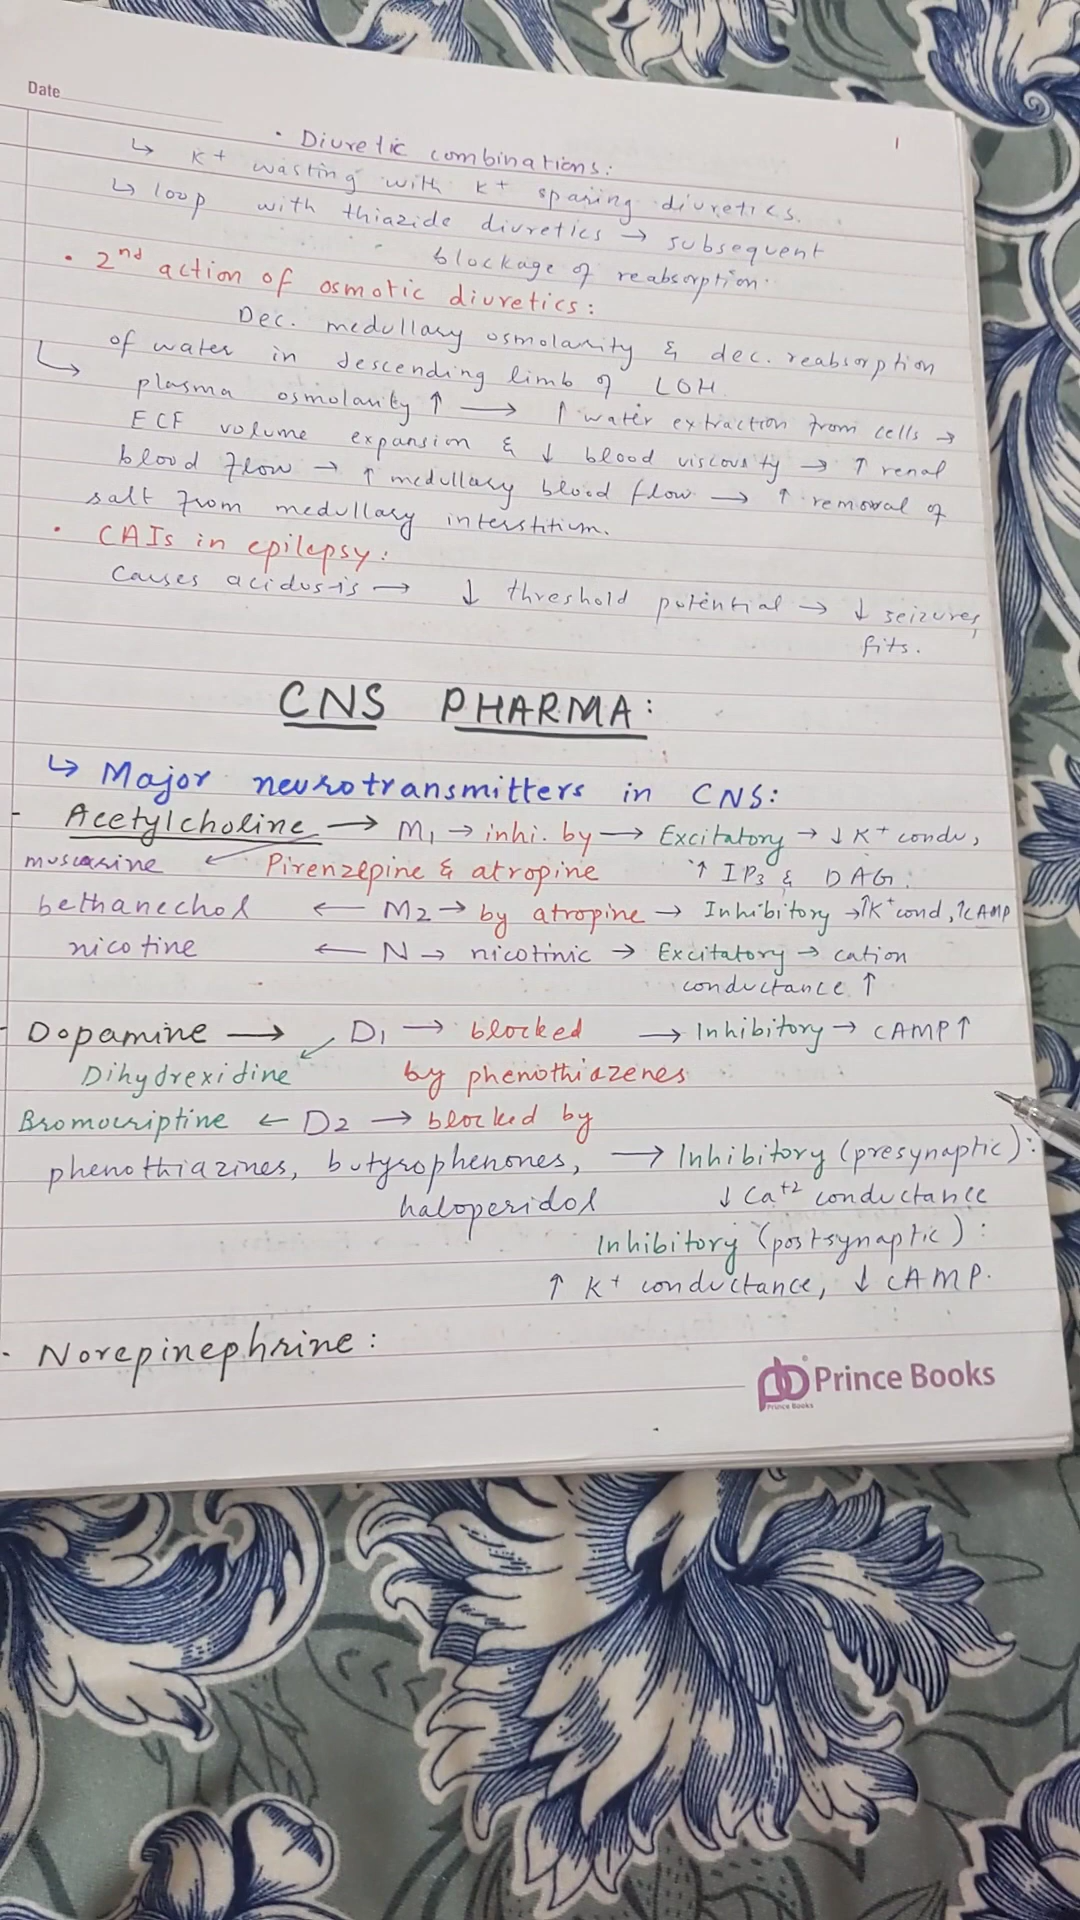 Date
1
• Diuretic combinations:
↳ K+ wasting with K+ sparing diuretics.
↳ loop with thiazide diuretics → subsequent
blockage of reabsorption.
• 2nd action of osmotic diuretics:
Dec. medullary osmolarity & dec. reabsorption
of water in descending limb of LOH.
↳ plasma osmolarity ↑ → ↑ water extraction from cells →
ECF volume expansion & ↓ blood viscosity → ↑ renal
blood flow → ↑ medullary blood flow → ↑ removal of
salt from medullary interstitium.
• CAIs in epilepsy:
Causes acidosis → ↓ threshold potential → ↓ seizures,
fits.
CNS PHARMA:
↳ Major neurotransmitters in CNS:
- Acetylcholine → M1 → inhi. by → Excitatory → ↓ K+ condu,
muscarine ← Pirenzepine & atropine ↑ IP3 & DAG.
bethanechol ← M2 → by atropine → Inhibitory → ↑K+ cond, ↑cAMP
nicotine ← N → nicotinic → Excitatory → cation
conductance ↑
- Dopamine → D1 → blocked → Inhibitory → cAMP ↑
Dihydrexidine ↙ by phenothiazenes
Bromocriptine ← D2 → blocked by
phenothiazines, butyrophenones, → Inhibitory (presynaptic):
haloperidol ↓ Ca+2 conductance
Inhibitory (postsynaptic):
↑ K+ conductance, ↓ cAMP.
- Norepinephrine:
Prince Books
Prince Books